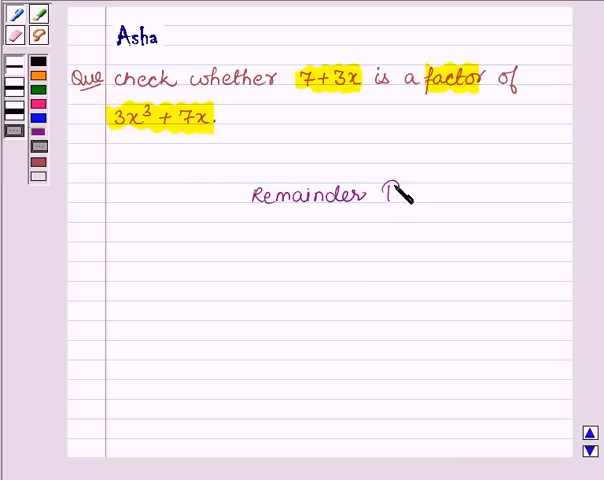 Asha
Que check whether 7+3x is a factor of
3x³ + 7x.
Remainder